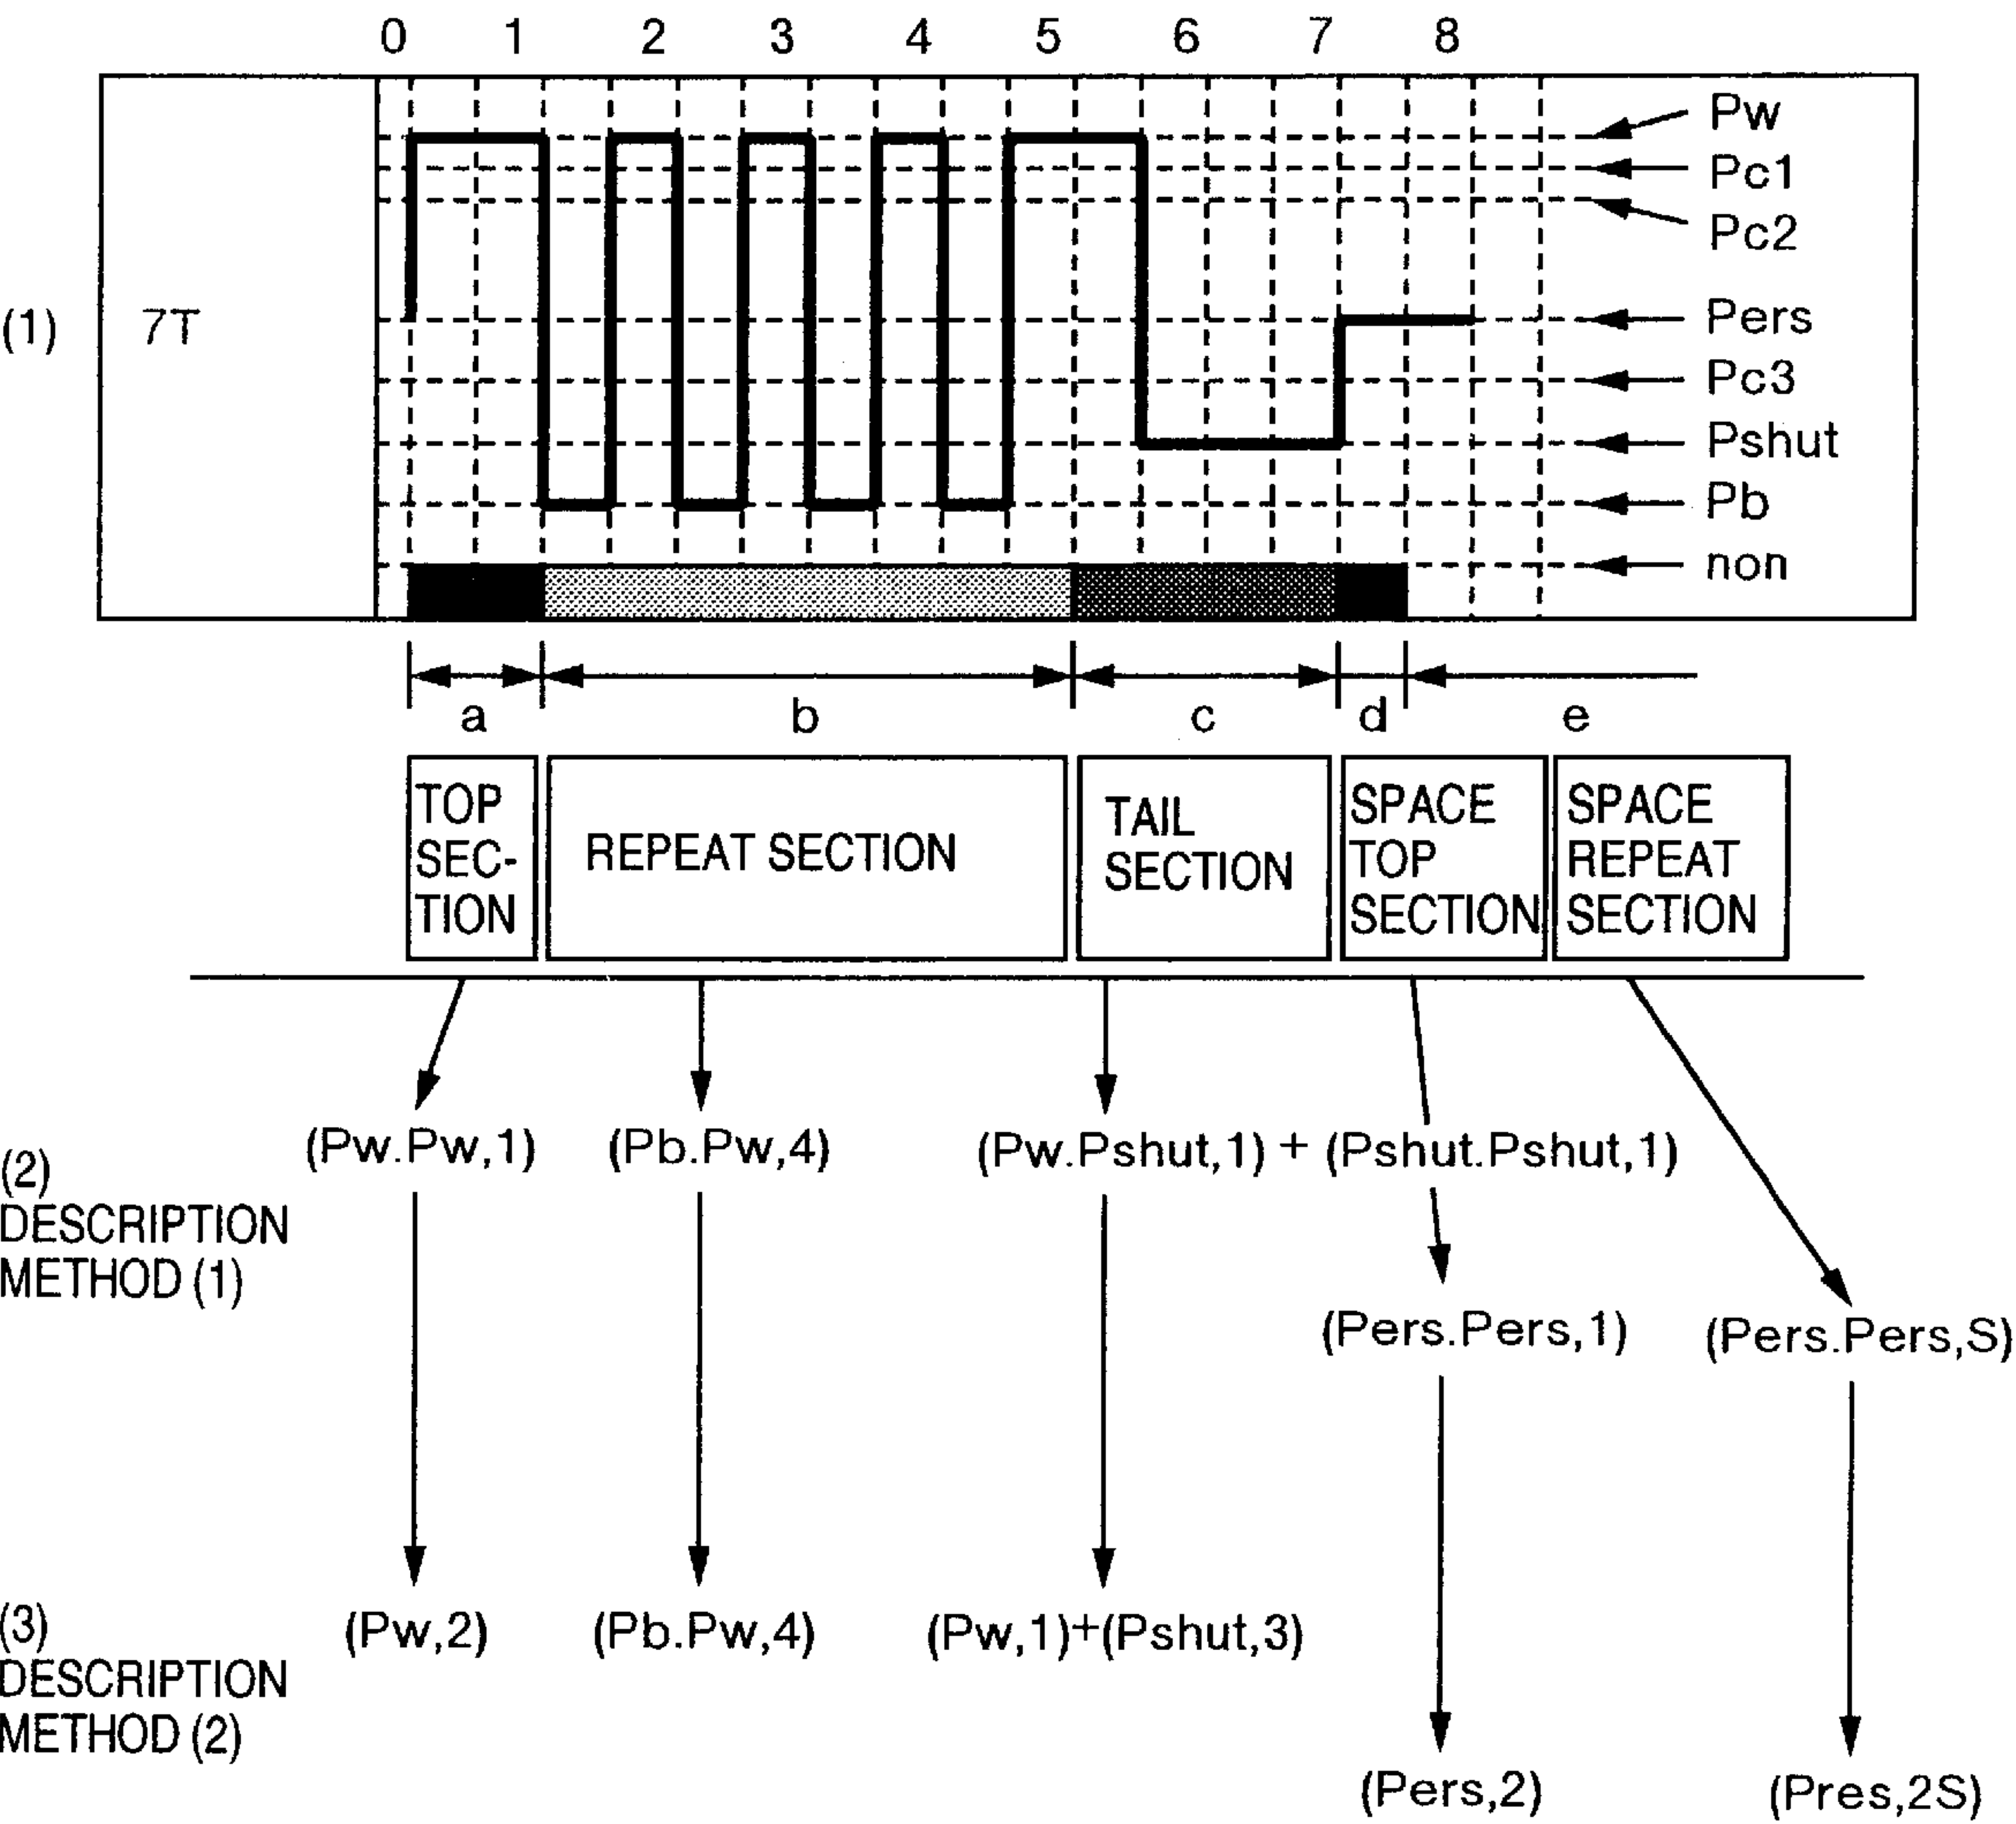 0 1 2 3 4 5 6 7 8
Pw
Pc1
Pc2
(1) 7T
Pers
Pc3
Pshut
Pb
non
a b c d e
TOP
SEC-
TION
REPEAT SECTION
TAIL
SECTION
SPACE
TOP
SECTION
SPACE
REPEAT
SECTION
(2)
DESCRIPTION
METHOD (1)
(Pw.Pw,1) (Pb.Pw,4) (Pw.Pshut,1) + (Pshut.Pshut,1)
(Pers.Pers,1) (Pers.Pers,S)
(3)
DESCRIPTION
METHOD (2)
(Pw,2) (Pb.Pw,4) (Pw,1)+(Pshut,3)
(Pers,2) (Pres,2S)